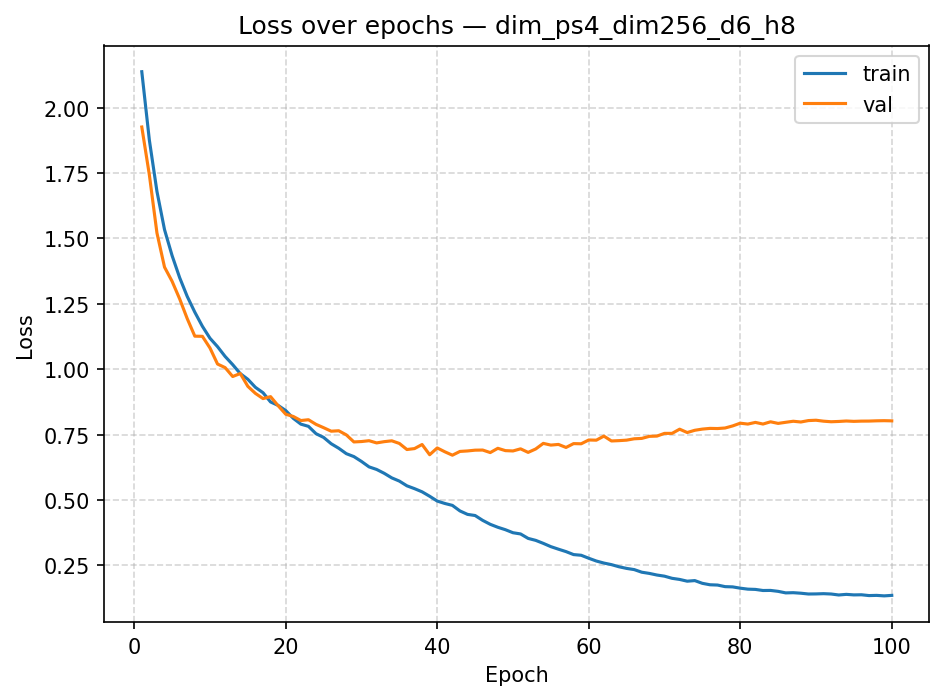 Loss over epochs — dim_ps4_dim256_d6_h8
train
val
2.00
1.75
1.50
1.25
1.00
0.75
0.50
0.25
Loss
0 20 40 60 80 100
Epoch